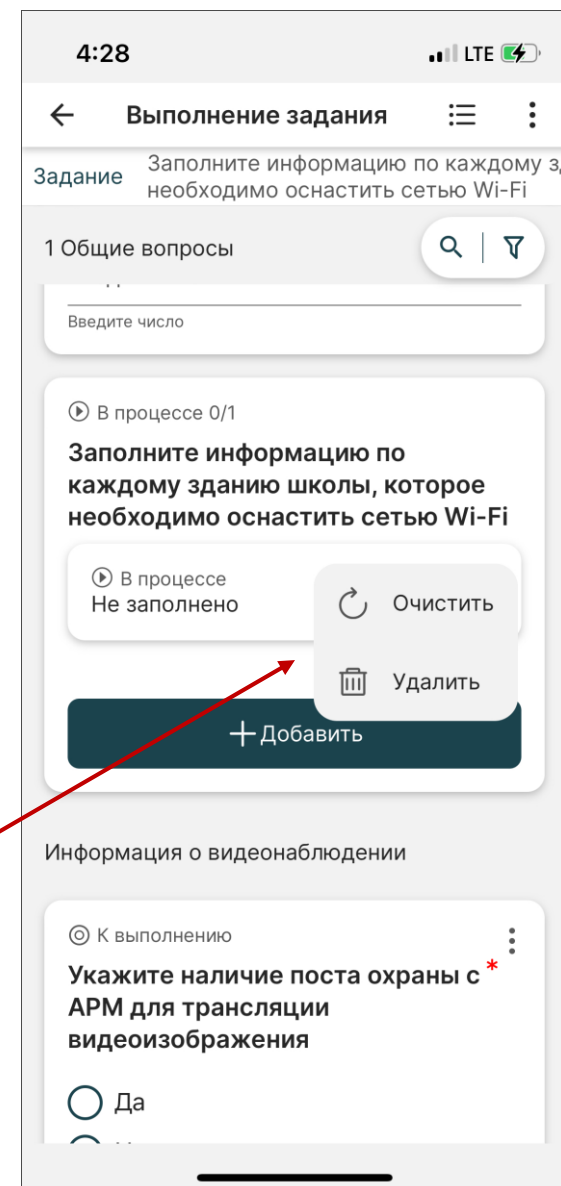 4:28 LTE
Выполнение задания
Задание
Заполните информацию по каждому
необходимо оснастить сетью Wi-Fi
1 Общие вопросы
Введите число
В процессе 0/1
Заполните информацию по
каждому зданию школы, которое
необходимо оснастить сетью Wi-Fi
В процессе
Не заполнено
Очистить
Удалить
+ Добавить
Информация о видеонаблюдении
К выполнению
Укажите наличие поста охраны с *
АРМ для трансляции
видеоизображения
Да